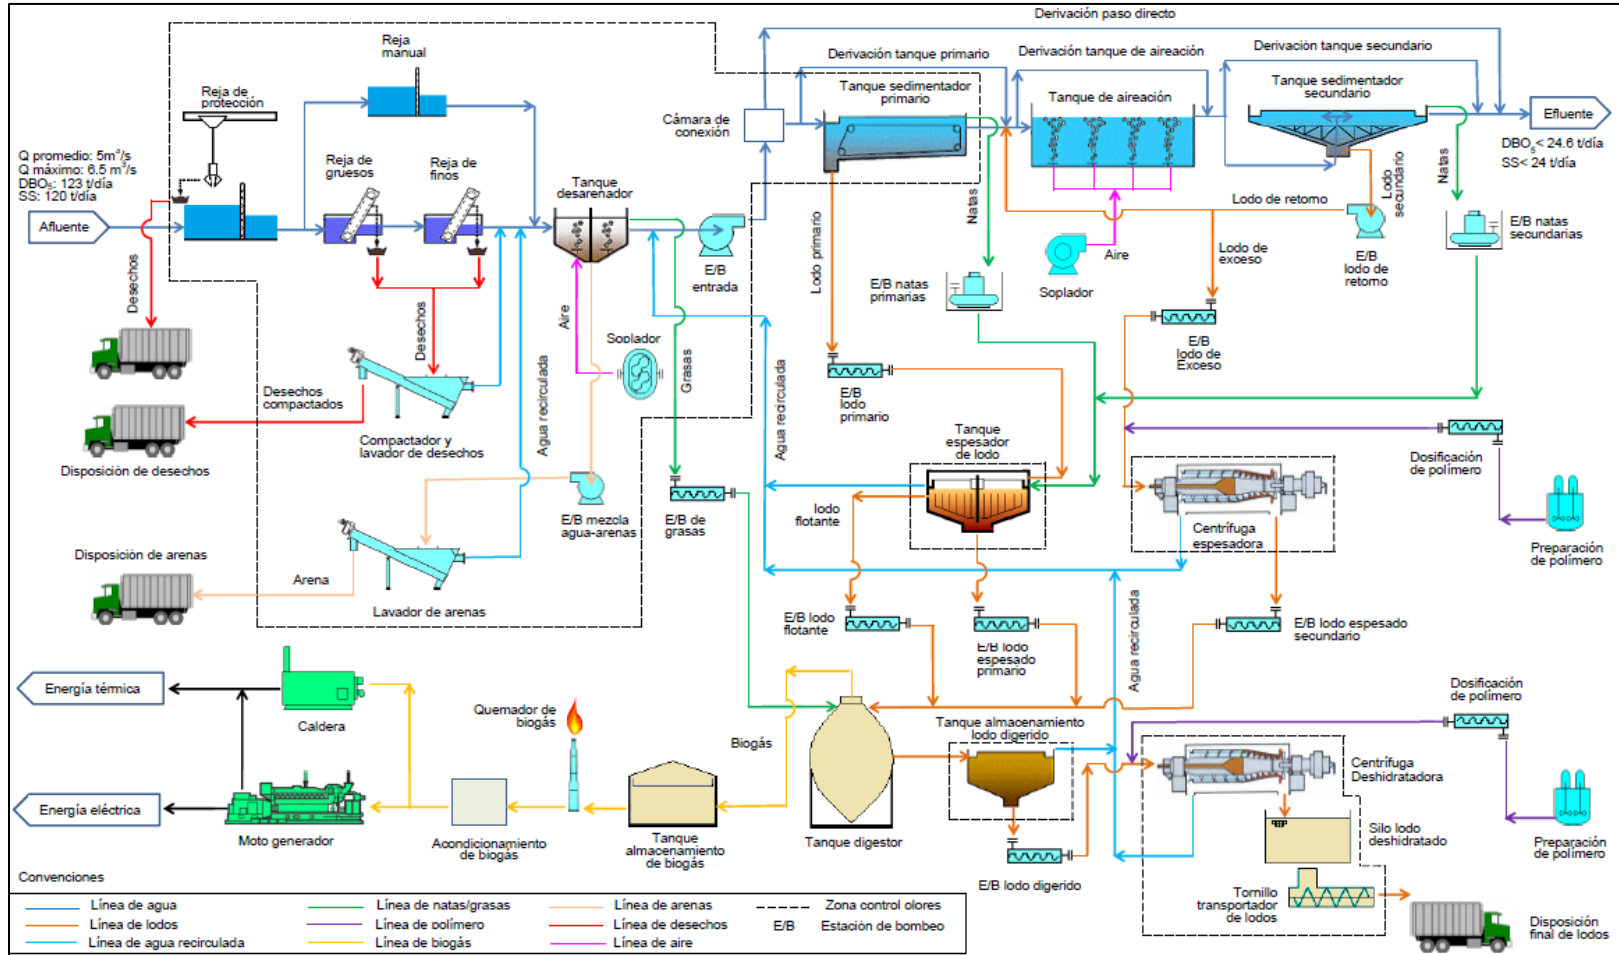 Derivación paso directo
Reja
manual
Derivación tanque primario
Derivación tanque de aireación
Derivación tanque secundario
Reja de
protección
Tanque sedimentador
primario
Tanque de aireación
Tanque sedimentador
secundario
Cámara de
conexión
Efluente
DBO5< 24.6 t/día
SS< 24 t/día
Q promedio: 5m³/s
Q máximo: 6.5 m³/s
DBO5: 123 t/día
SS: 120 t/día
Afluente
Reja de
gruesos
Reja de
finos
Tanque
desarenador
E/B
entrada
Lodo primario
Natas
Lodo de retorno
Lodo
secundario
Natas
E/B natas
secundarias
E/B
lodo de
retorno
Aire
Soplador
Lodo de
exceso
E/B natas
primarias
E/B
lodo de
Exceso
Desechos
Desechos
Aire
Soplador
Grasas
Agua recirculada
Agua recirculada
Desechos
compactados
Compactador y
lavador de desechos
Disposición de desechos
E/B
lodo
primario
Tanque
espesador
de lodo
Dosificación
de polímero
lodo
flotante
Centrífuga
espesadora
Preparación
de polímero
E/B mezcla
agua-arenas
E/B de
grasas
Disposición de arenas
Arena
Lavador de arenas
E/B lodo
flotante
E/B lodo
espesado
primario
Agua recirculada
E/B lodo espesado
secundario
Energía térmica
Caldera
Quemador de
biogás
Biogás
Tanque almacenamiento
lodo digerido
Dosificación
de polímero
Centrífuga
Deshidratadora
Energía eléctrica
Moto generador
Acondicionamiento
de biogás
Tanque
almacenamiento
de biogás
Tanque digestor
E/B lodo digerido
Silo lodo
deshidratado
Preparación
de polímero
Tornillo
transportador
de lodos
Disposición
final de lodos
Convenciones
Línea de agua
Línea de natas/grasas
Línea de arenas
Zona control olores
Línea de lodos
Línea de polímero
Línea de desechos
E/B
Estación de bombeo
Línea de agua recirculada
Línea de biogás
Línea de aire